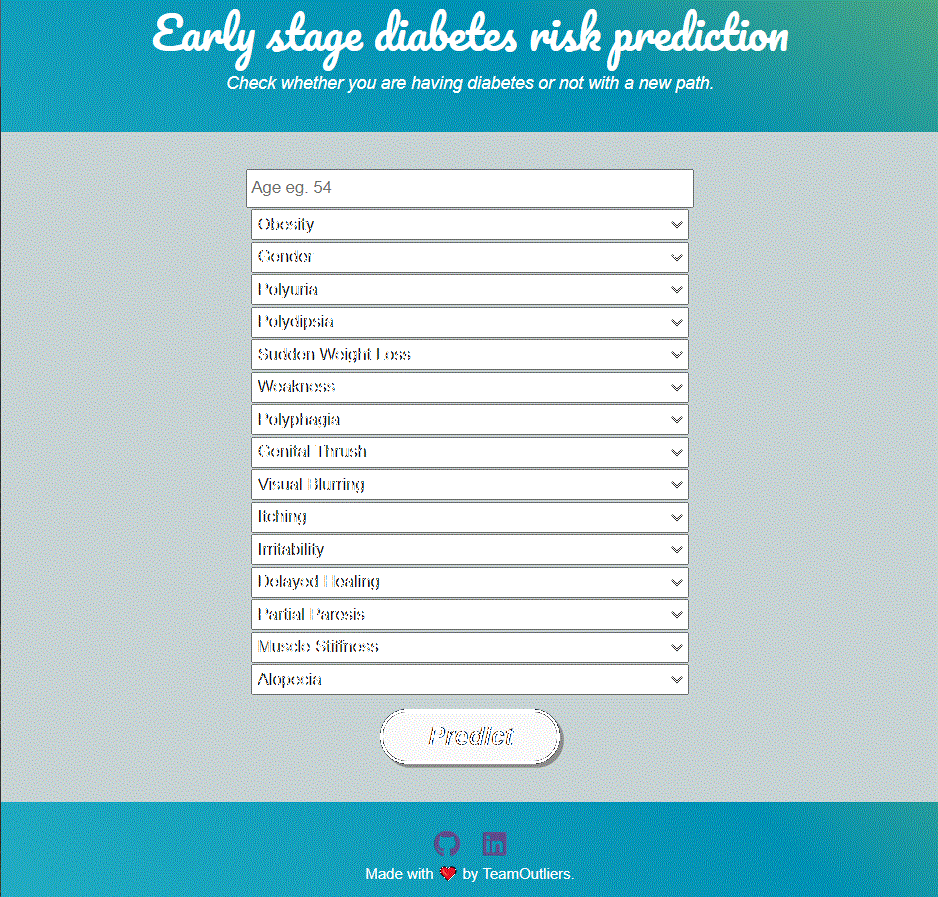 Early stage diabetes risk prediction
Check whether you are having diabetes or not with a new path.
Age eg. 54
Obesity
Gender
Polyuria
Polydipsia
Sudden Weight Loss
Weakness
Polyphagia
Genital Thrush
Visual Blurring
Itching
Irritability
Delayed Healing
Partial Paresis
Muscle Stiffness
Alopecia
Predict
in
Made with ❤ by TeamOutliers.